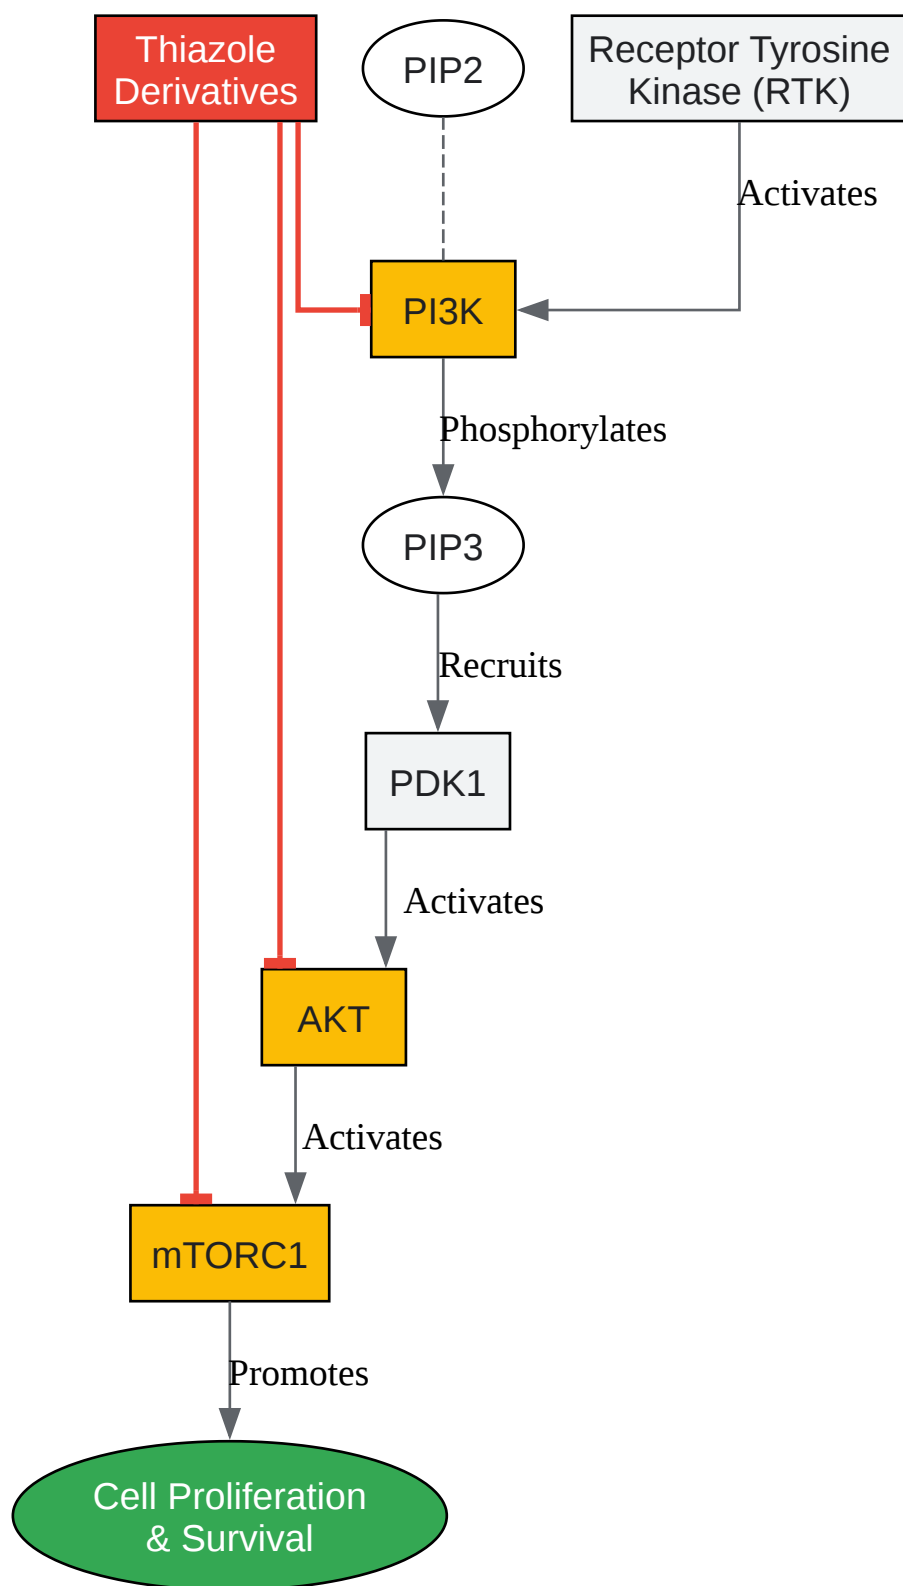 Thiazole
Derivatives
PIP2
Receptor Tyrosine
Kinase (RTK)
Activates
PI3K
Phosphorylates
PIP3
Recruits
PDK1
Activates
AKT
Activates
mTORC1
Promotes
Cell Proliferation
& Survival